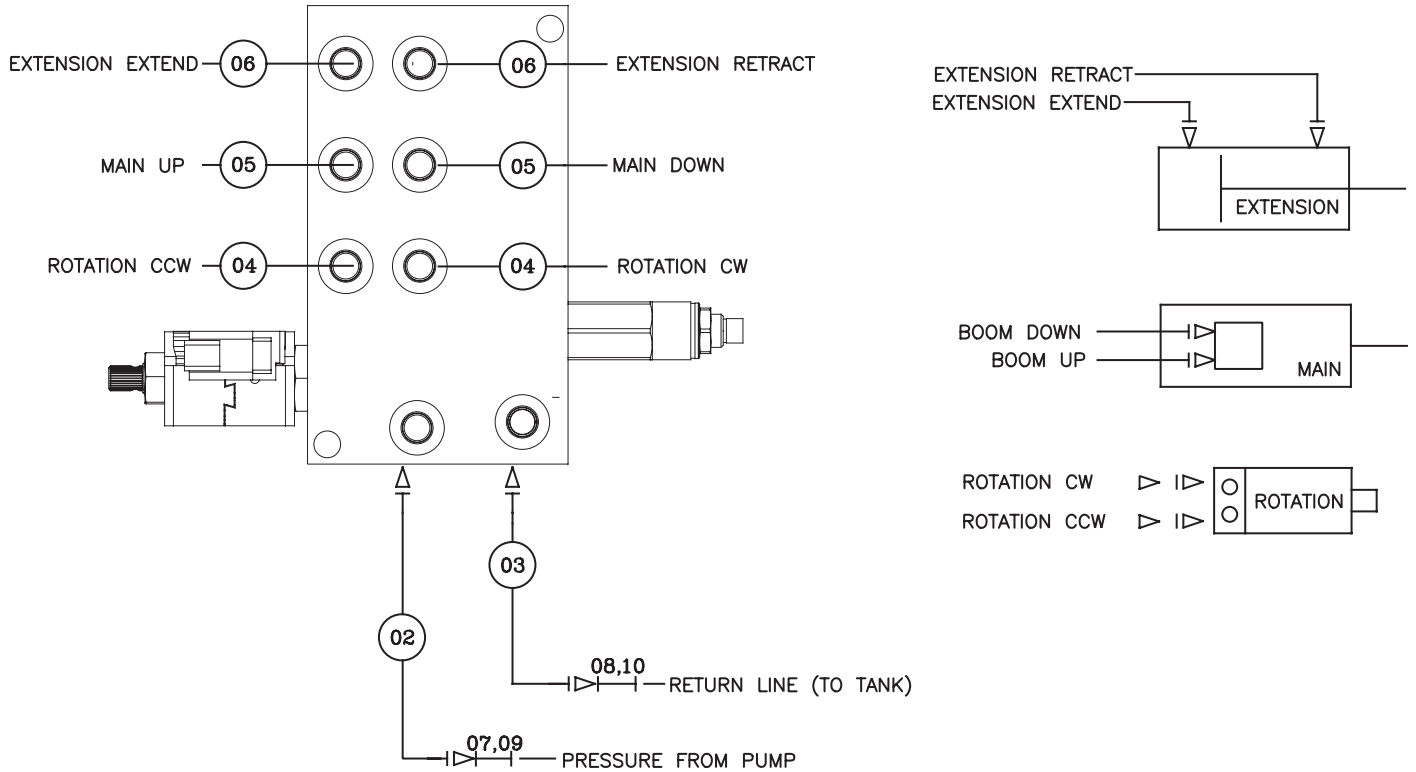 EXTENSION EXTEND 06 06 EXTENSION RETRACT
MAIN UP 05 05 MAIN DOWN
ROTATION CCW 04 04 ROTATION CW
03
02
08,10
RETURN LINE (TO TANK)
07,09
PRESSURE FROM PUMP
EXTENSION RETRACT
EXTENSION EXTEND
EXTENSION
BOOM DOWN
BOOM UP
MAIN
ROTATION CW
ROTATION
ROTATION CCW